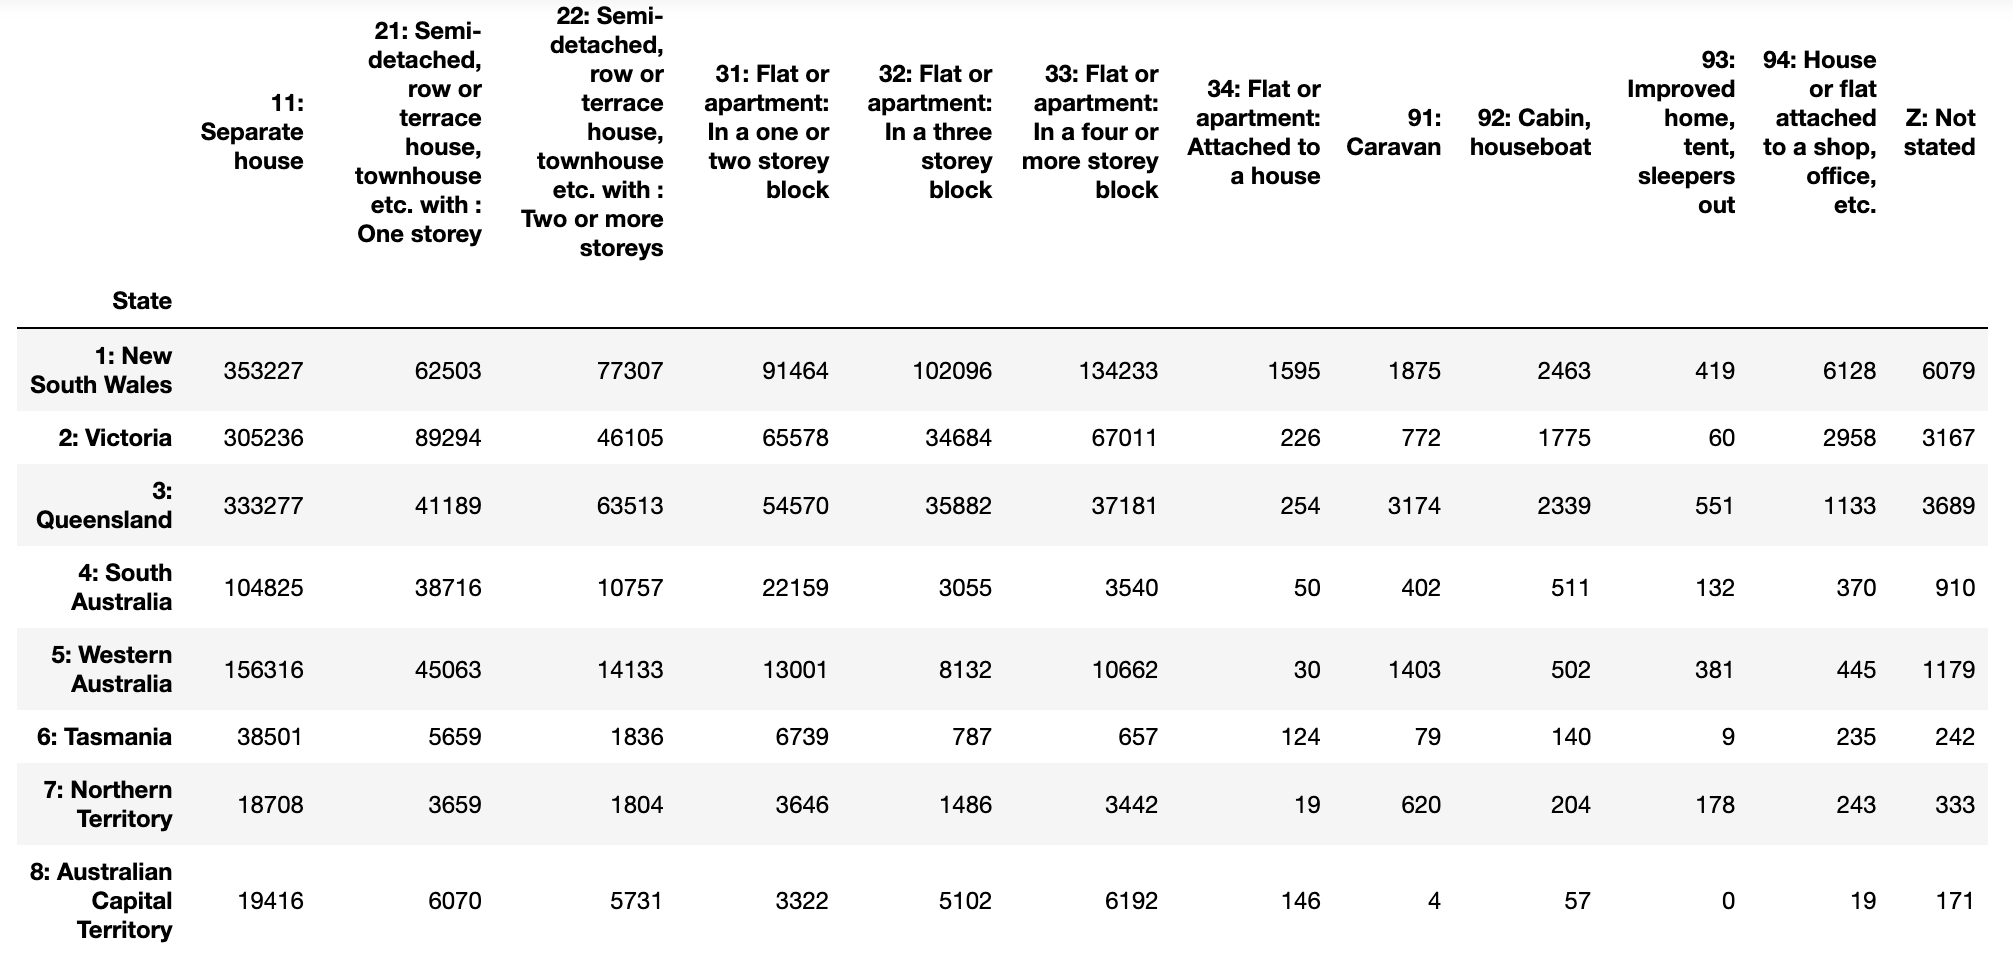 11: Separate house 21: Semi-detached, row or terrace house, townhouse etc. with : One storey 22: Semi-detached, row or terrace house, townhouse etc. with : Two or more storeys 31: Flat or apartment: In a one or two storey block 32: Flat or apartment: In a three storey block 33: Flat or apartment: In a four or more storey block 34: Flat or apartment: Attached to a house 91: Caravan 92: Cabin, houseboat 93: Improved home, tent, sleepers out 94: House or flat attached to a shop, office, etc. Z: Not stated
State
1: New South Wales 353227 62503 77307 91464 102096 134233 1595 1875 2463 419 6128 6079
2: Victoria 305236 89294 46105 65578 34684 67011 226 772 1775 60 2958 3167
3: Queensland 333277 41189 63513 54570 35882 37181 254 3174 2339 551 1133 3689
4: South Australia 104825 38716 10757 22159 3055 3540 50 402 511 132 370 910
5: Western Australia 156316 45063 14133 13001 8132 10662 30 1403 502 381 445 1179
6: Tasmania 38501 5659 1836 6739 787 657 124 79 140 9 235 242
7: Northern Territory 18708 3659 1804 3646 1486 3442 19 620 204 178 243 333
8: Australian Capital Territory 19416 6070 5731 3322 5102 6192 146 4 57 0 19 171